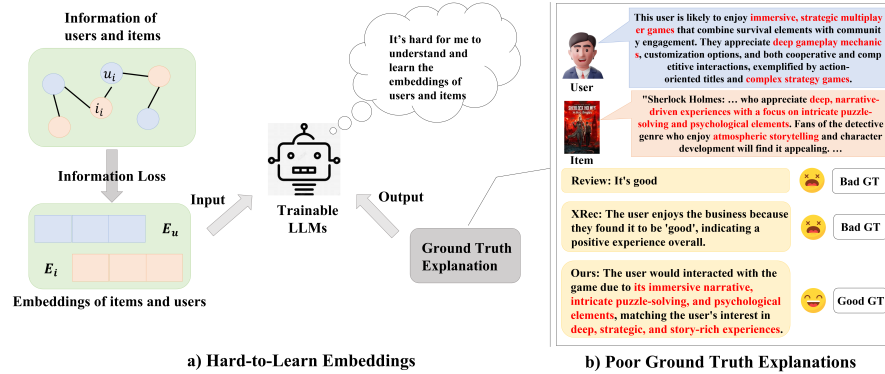 Information of
users and items
u_i
i_i
Information Loss
E_u
E_i
Embeddings of items and users
Input
It's hard for me to
understand and
learn the
embeddings of
users and items
Trainable
LLMs
Output
Ground Truth
Explanation
a) Hard-to-Learn Embeddings
This user is likely to enjoy immersive, strategic multiplay
er games that combine survival elements with communit
y engagement. They appreciate deep gameplay mechanic
s, customization options, and both cooperative and comp
etitive interactions, exemplified by action-
oriented titles and complex strategy games.
User
SHERLOCK HOLMES
"Sherlock Holmes: … who appreciate deep, narrative-
driven experiences with a focus on intricate puzzle-
solving and psychological elements. Fans of the detective
genre who enjoy atmospheric storytelling and character
development will find it appealing. …
Item
Review: It's good
Bad GT
XRec: The user enjoys the business because
they found it to be 'good', indicating a
positive experience overall.
Bad GT
Ours: The user would interacted with the
game due to its immersive narrative,
intricate puzzle-solving, and psychological
elements, matching the user's interest in
deep, strategic, and story-rich experiences.
Good GT
b) Poor Ground Truth Explanations